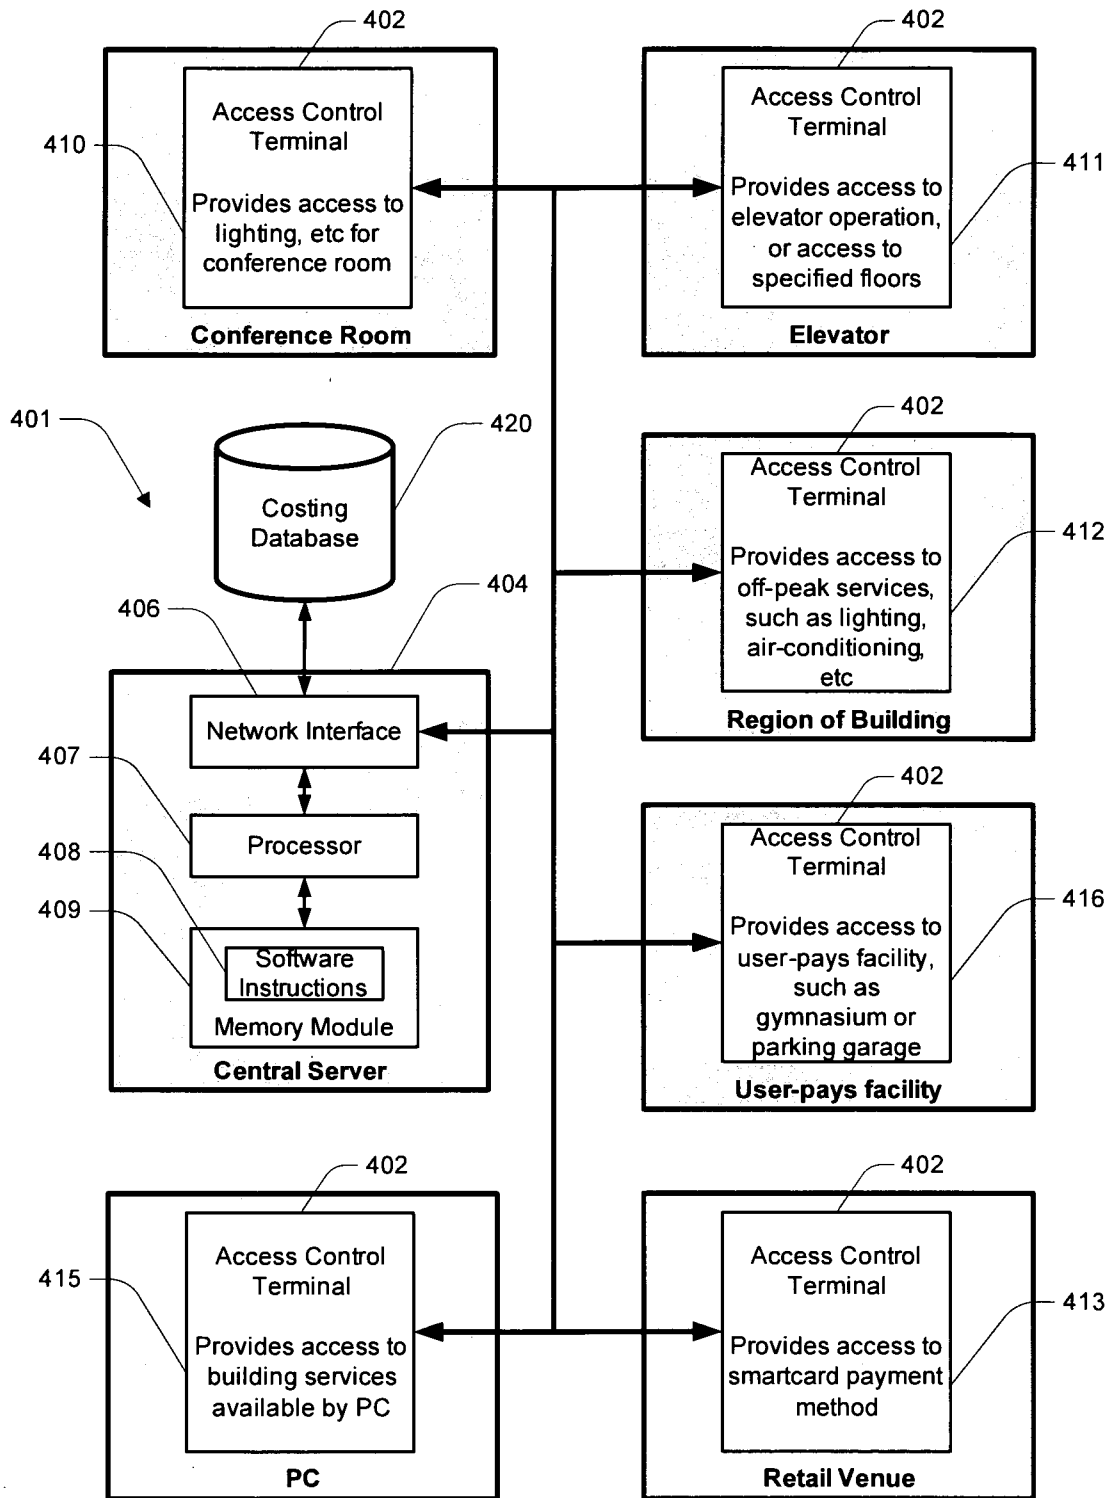 402
Access Control
Terminal
410
Provides access to
lighting, etc for
conference room
Conference Room
402
Access Control
Terminal
411
Provides access to
elevator operation,
or access to
specified floors
Elevator
401
420
Costing
Database
402
Access Control
Terminal
412
Provides access to
off-peak services,
such as lighting,
air-conditioning,
etc
Region of Building
406
404
Network Interface
407
Processor
408
409
Software
Instructions
Memory Module
Central Server
402
Access Control
Terminal
416
Provides access to
user-pays facility,
such as
gymnasium or
parking garage
User-pays facility
402
Access Control
Terminal
415
Provides access to
building services
available by PC
PC
402
Access Control
Terminal
413
Provides access to
smartcard payment
method
Retail Venue